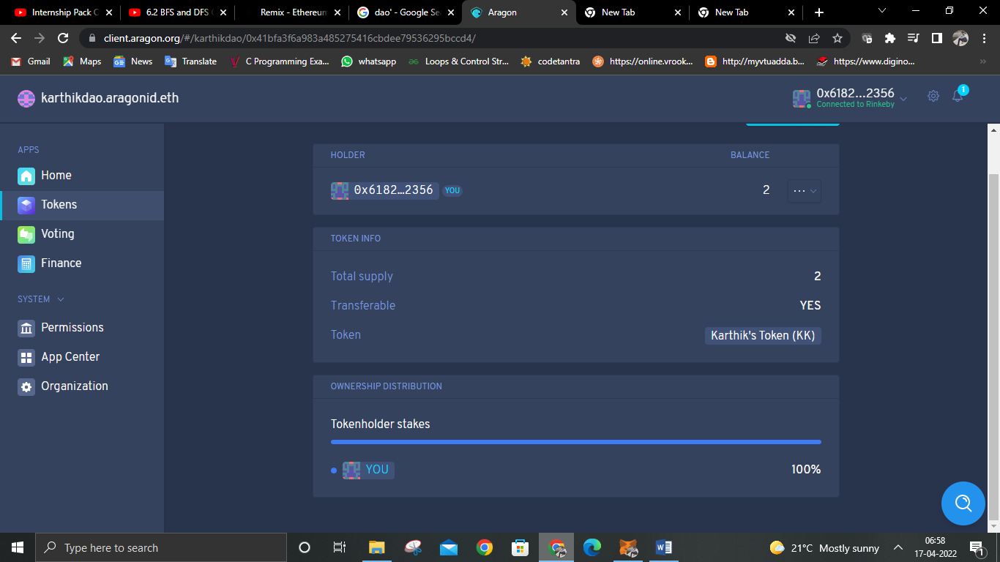 Internship Pack C
6.2 BFS and DFS
Remix - Ethereum
dao' - Google Se
Aragon
New Tab
New Tab
client.aragon.org/#/karthikdao/0x41bfa3f6a983a485275416cbdee79536295bccd4/
Gmail
Maps
News
Translate
C Programming Exa...
whatsapp
Loops & Control Str...
codetantra
https://online.vrook...
http://myvtuadda.b...
https://www.digino...
karthikdao.aragonid.eth
0x6182...2356
Connected to Rinkeby
1
APPS
Home
Tokens
Voting
Finance
SYSTEM
Permissions
App Center
Organization
HOLDER BALANCE
0x6182…2356 YOU 2
TOKEN INFO
Total supply 2
Transferable YES
Token Karthik's Token (KK)
OWNERSHIP DISTRIBUTION
Tokenholder stakes
YOU 100%
Type here to search
21°C Mostly sunny
06:58
17-04-2022
1